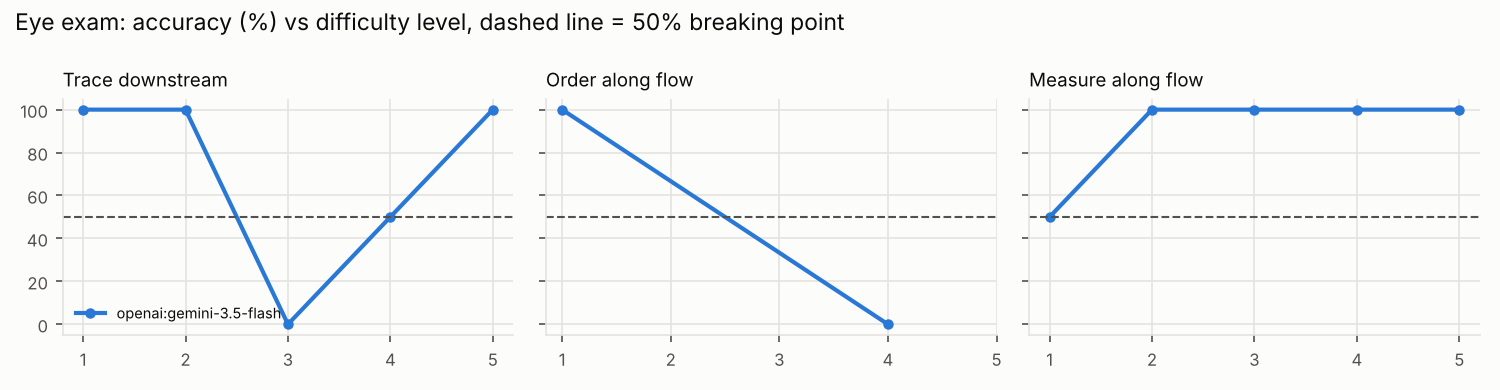 Eye exam: accuracy (%) vs difficulty level, dashed line = 50% breaking point
Trace downstream
Order along flow
Measure along flow
100
80
60
40
20
0
openai:gemini-3.5-flash
1 2 3 4 5
1 2 3 4 5
1 2 3 4 5